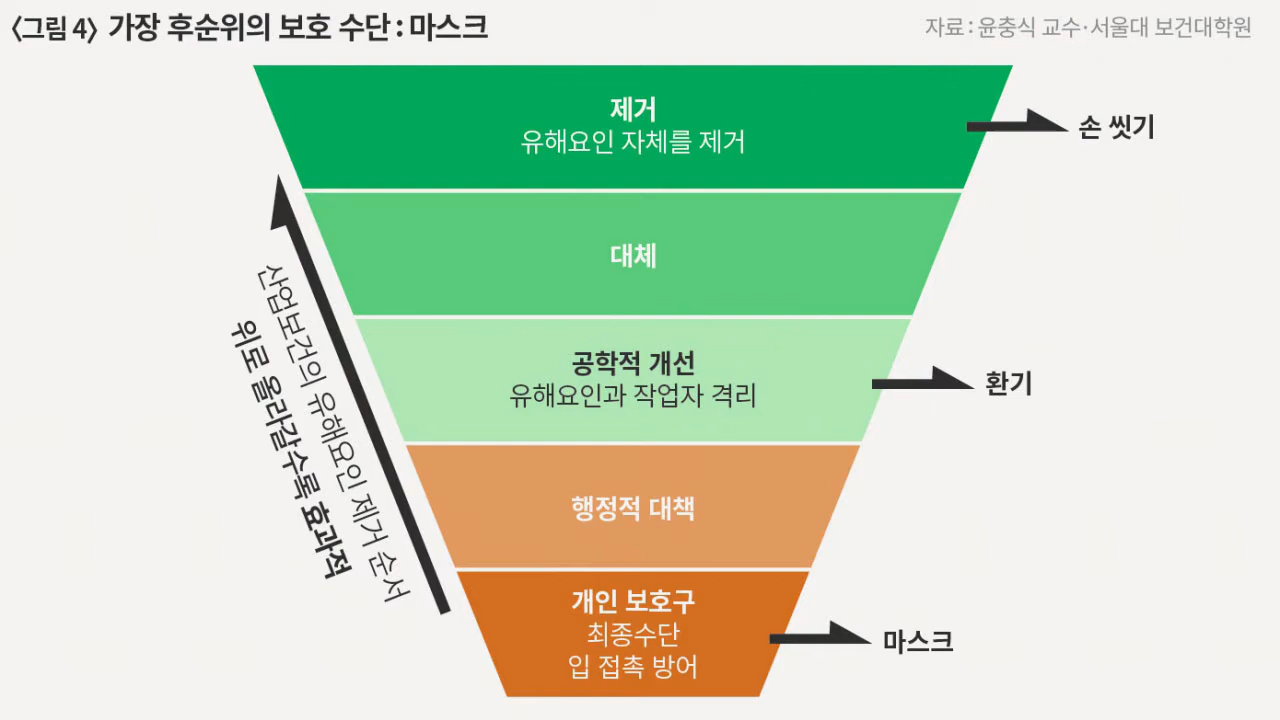 〈그림 4〉 가장 후순위의 보호 수단 : 마스크
자료 : 윤충식 교수·서울대 보건대학원
제거
유해요인 자체를 제거
손 씻기
대체
공학적 개선
유해요인과 작업자 격리
환기
행정적 대책
개인 보호구
최종수단
입 접촉 방어
마스크
산업보건의 유해요인 제거 순서
위로 올라갈수록 효과적